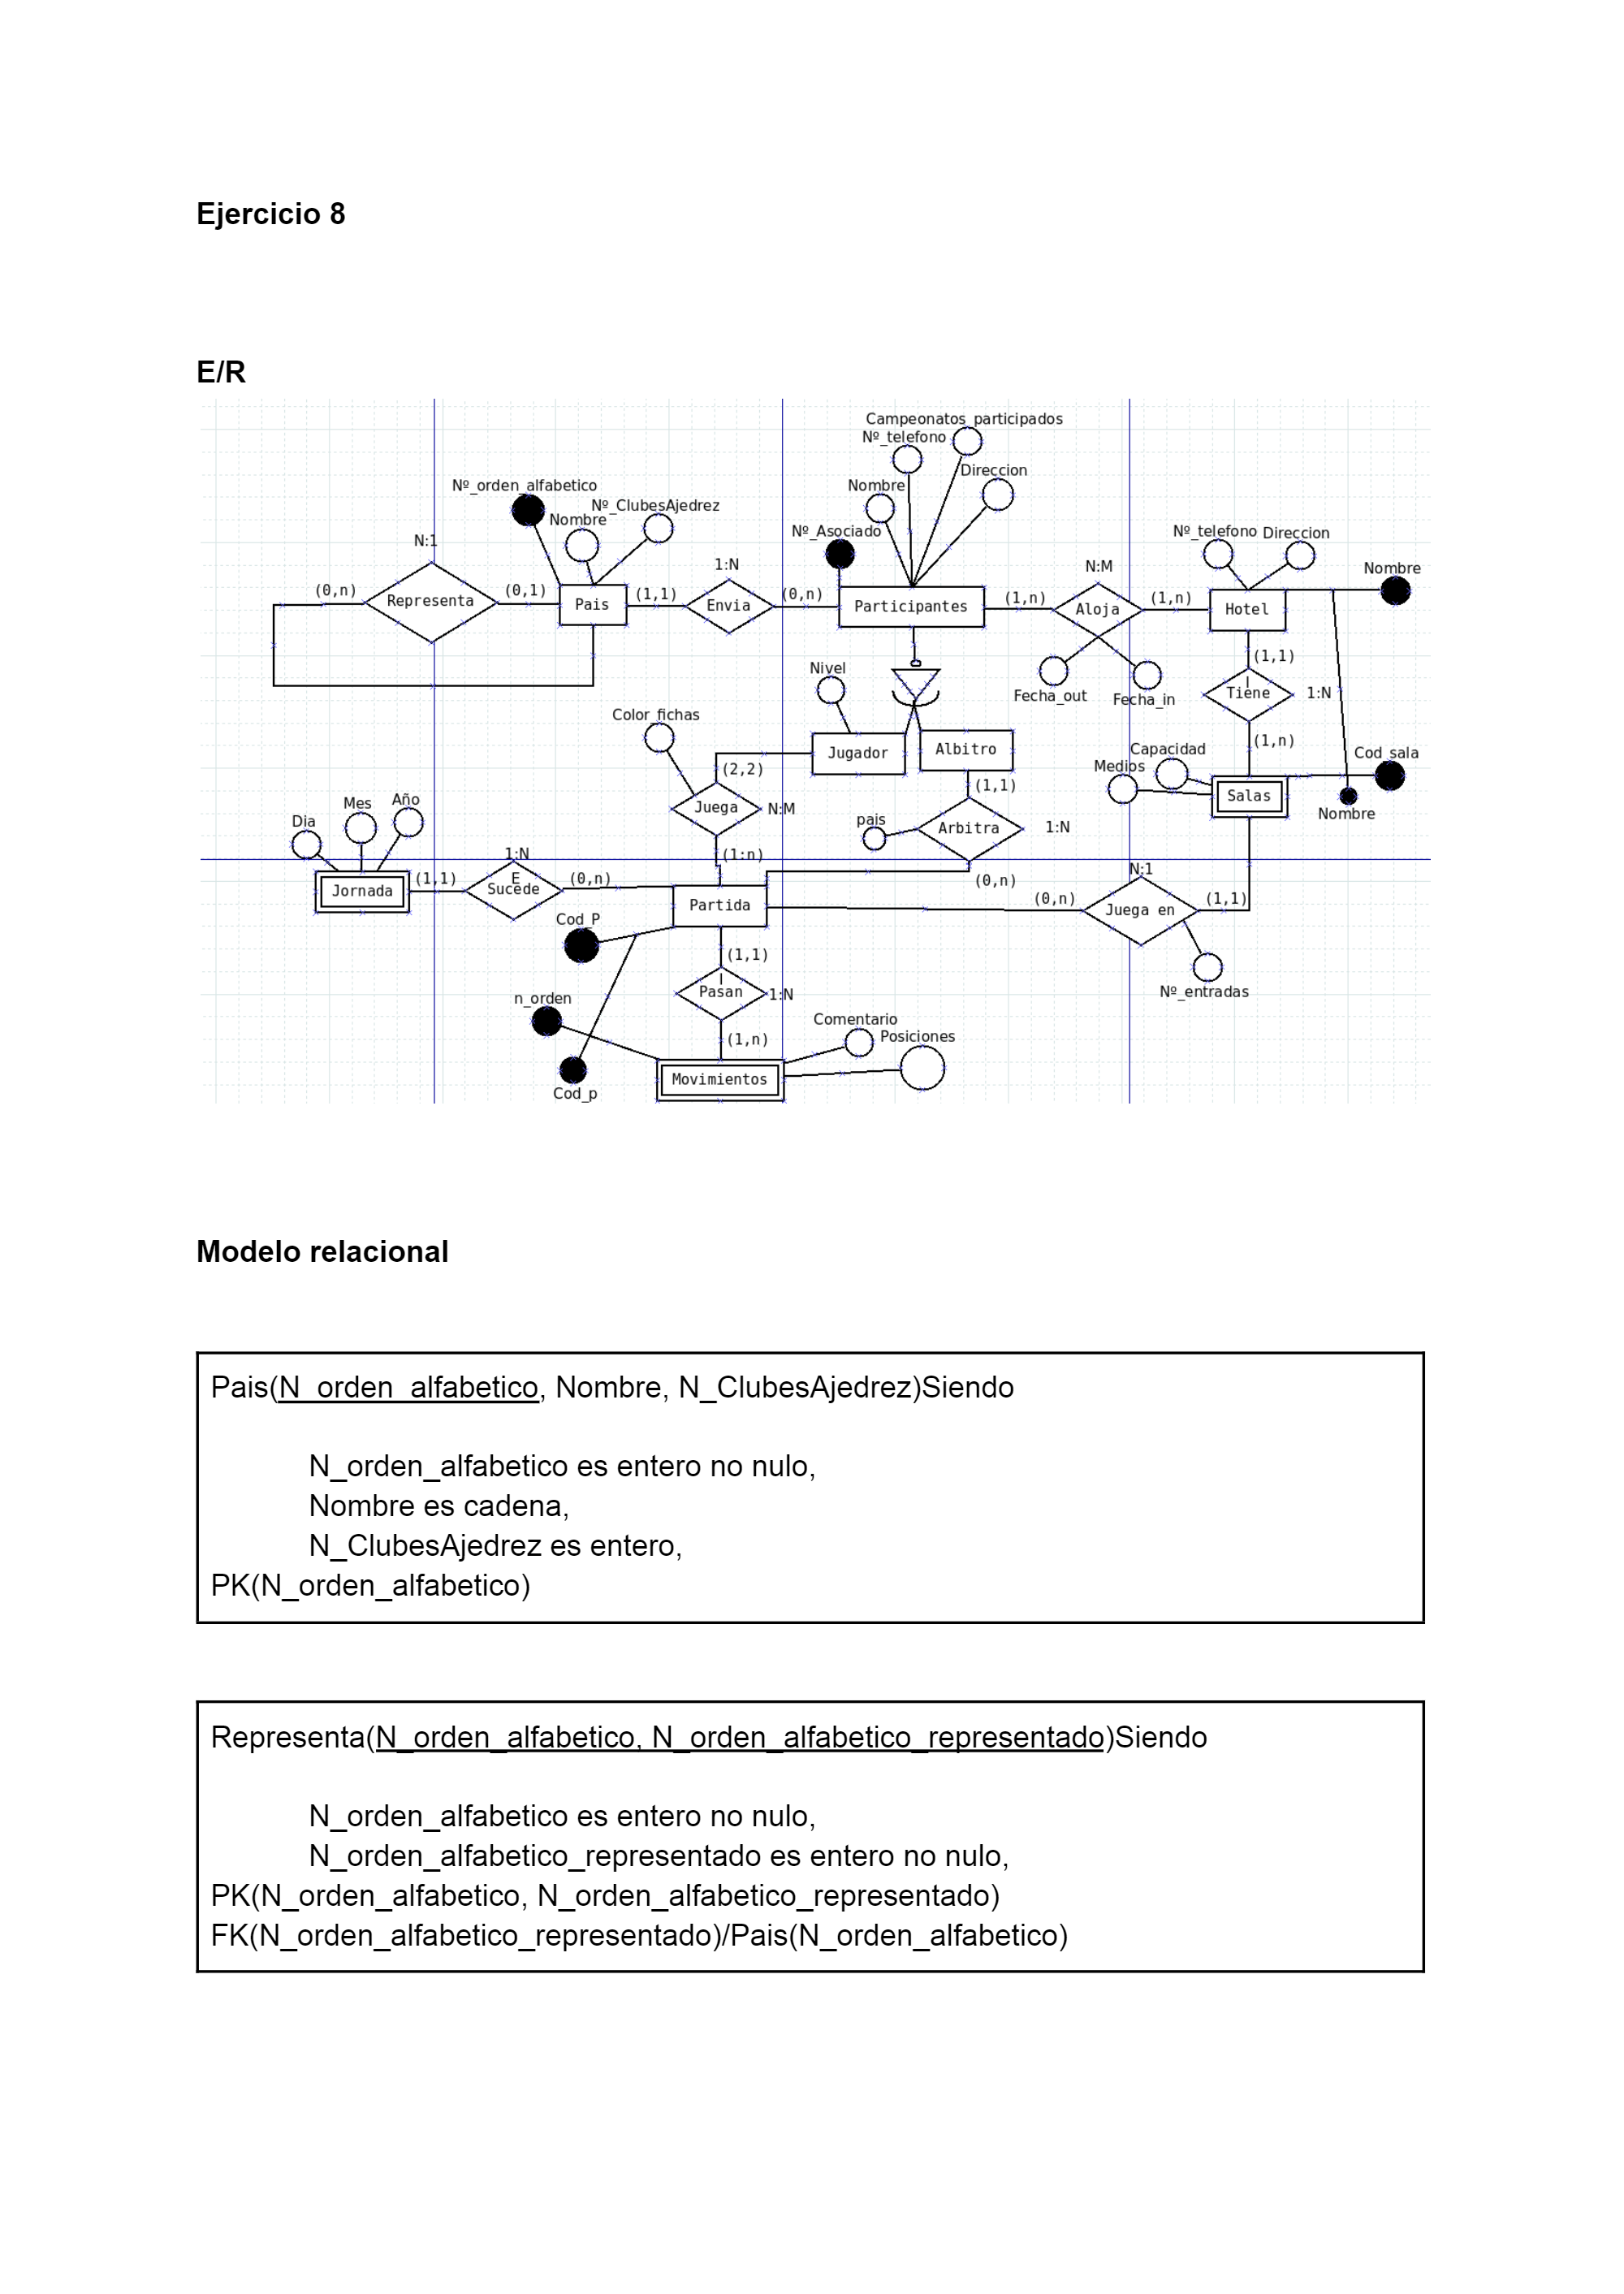 Ejercicio 8
E/R
Campeonatos_participados
Nº_telefono
Direccion
Nº_orden_alfabetico
Nombre
Nº_ClubesAjedrez
Nombre
Nº_Asociado
Nº_telefono
Direccion
Nombre
N:1
1:N
N:M
(0,n)
Representa
(0,1)
Pais
(1,1)
Envia
(0,n)
Participantes
(1,n)
Aloja
(1,n)
Hotel
(1,1)
Nivel
Fecha_out
Fecha_in
I
Tiene
1:N
Color_fichas
Jugador
Albitro
(1,n)
Capacidad
Cod_sala
(2,2)
Medios
(1,1)
Salas
Nombre
Juega
N:M
pais
Arbitra
1:N
Dia
Mes
Año
1:N
(1:n)
N:1
(1,1)
E
(0,n)
(0,n)
Jornada
Sucede
Partida
(0,n)
Juega en
(1,1)
Cod_P
(1,1)
I
Pasan
1:N
Nº_entradas
n_orden
Comentario
Posiciones
(1,n)
Movimientos
Cod_p
Modelo relacional
Pais(N_orden_alfabetico, Nombre, N_ClubesAjedrez)Siendo
N_orden_alfabetico es entero no nulo,
Nombre es cadena,
N_ClubesAjedrez es entero,
PK(N_orden_alfabetico)
Representa(N_orden_alfabetico, N_orden_alfabetico_representado)Siendo
N_orden_alfabetico es entero no nulo,
N_orden_alfabetico_representado es entero no nulo,
PK(N_orden_alfabetico, N_orden_alfabetico_representado)
FK(N_orden_alfabetico_representado)/Pais(N_orden_alfabetico)